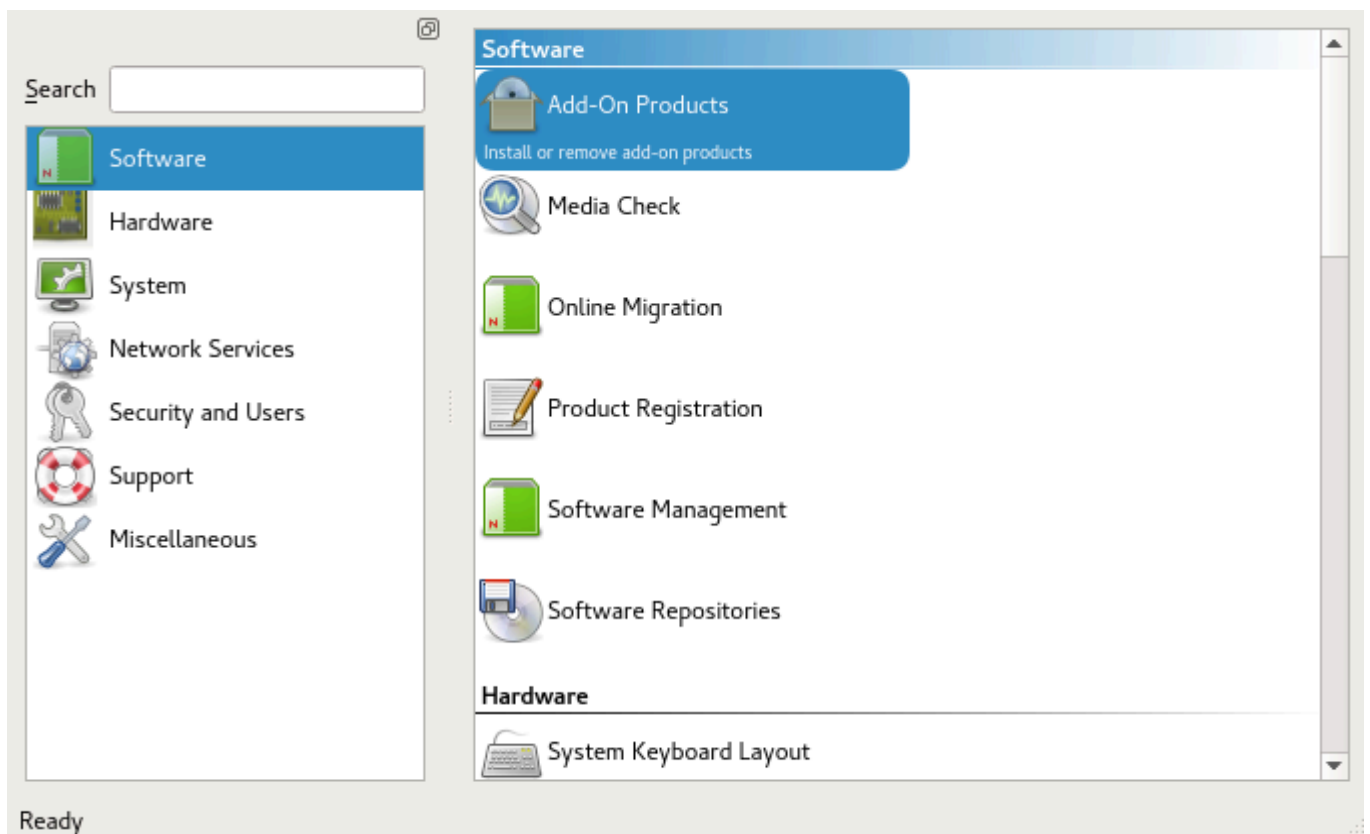 Search
Software
Hardware
System
Network Services
Security and Users
Support
Miscellaneous
Software
Add-On Products
Install or remove add-on products
Media Check
Online Migration
Product Registration
Software Management
Software Repositories
Hardware
System Keyboard Layout
Ready